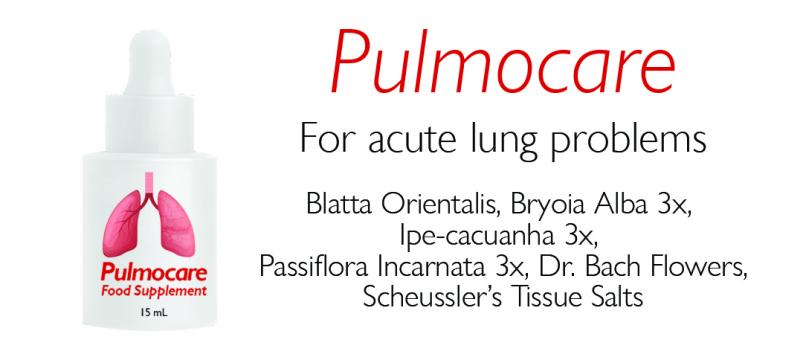 Pulmocare
For acute lung problems
Blatta Orientalis, Bryoia Alba 3x,
Ipe-cacuanha 3x,
Passiflora Incarnata 3x, Dr. Bach Flowers,
Scheussler's Tissue Salts
Pulmocare
Food Supplement
15 mL